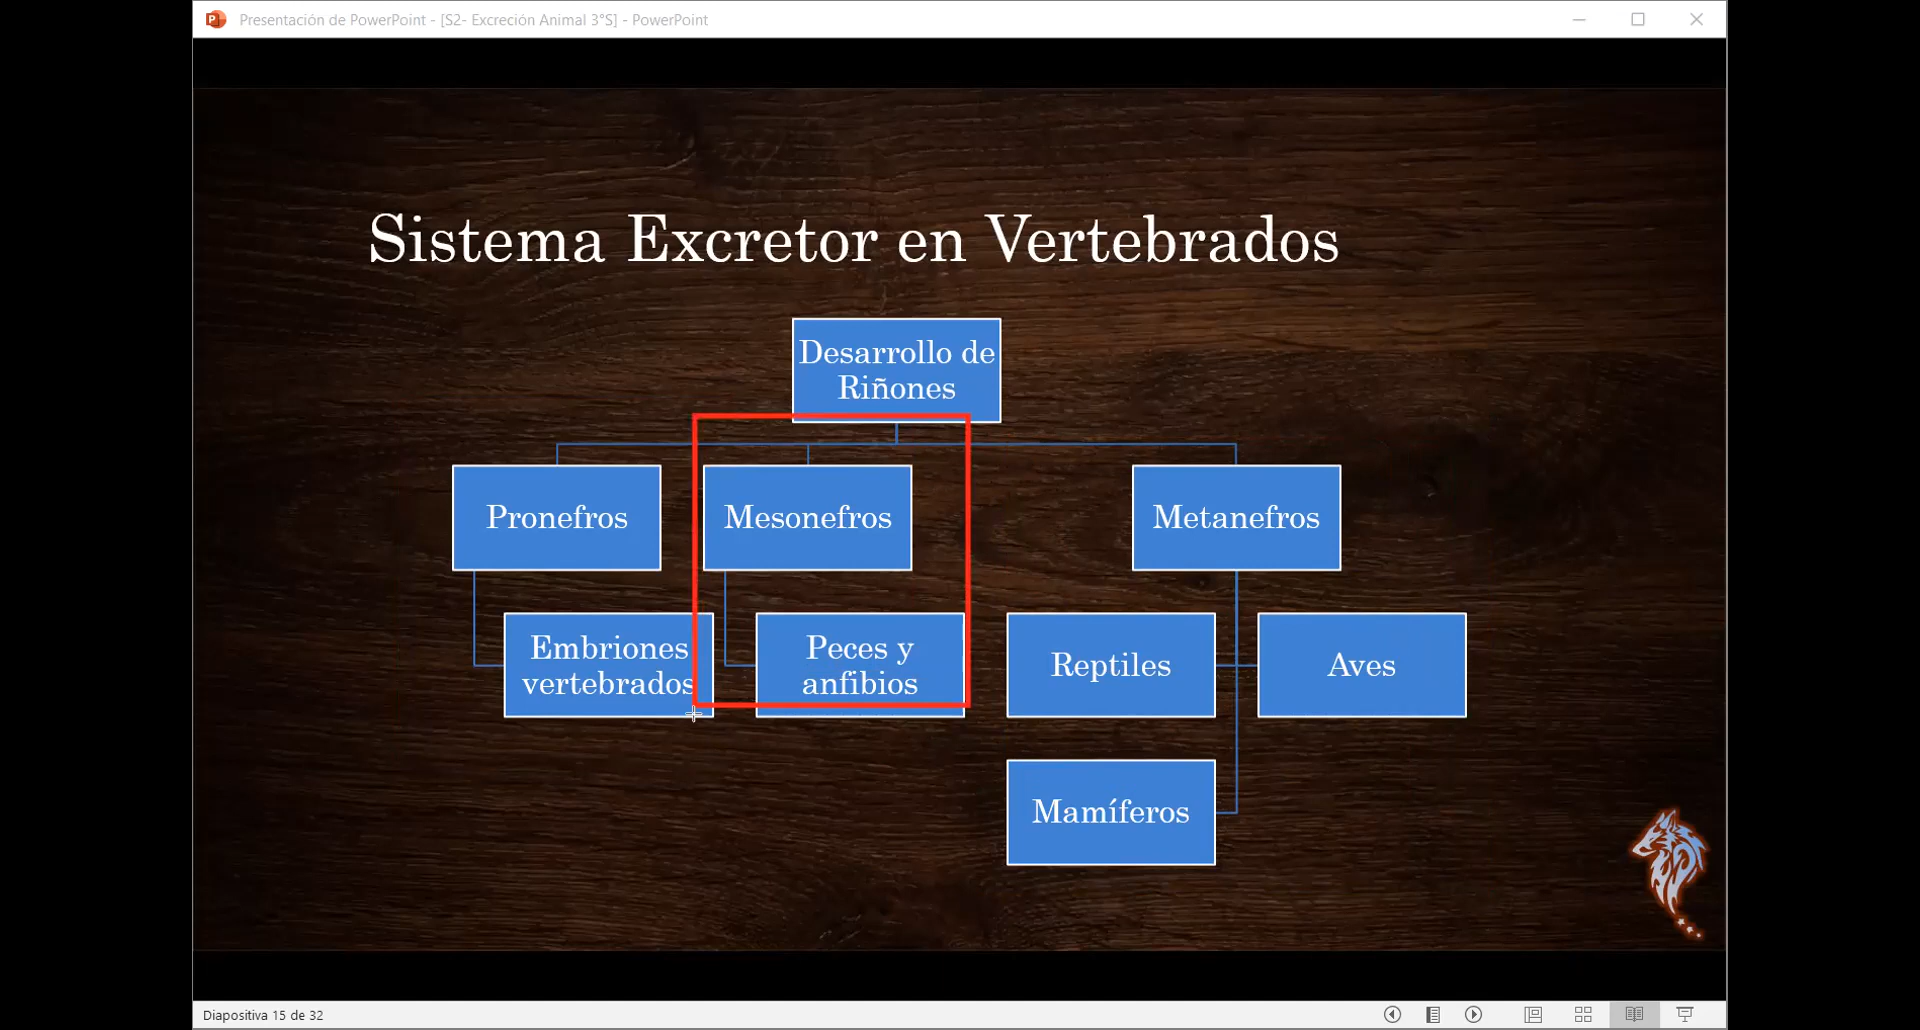 Presentación de PowerPoint - [S2- Excreción Animal 3°S] - PowerPoint
Sistema Excretor en Vertebrados
Desarrollo de
Riñones
Pronefros
Mesonefros
Metanefros
Embriones
vertebrados
Peces y
anfibios
Reptiles
Aves
Mamíferos
Diapositiva 15 de 32